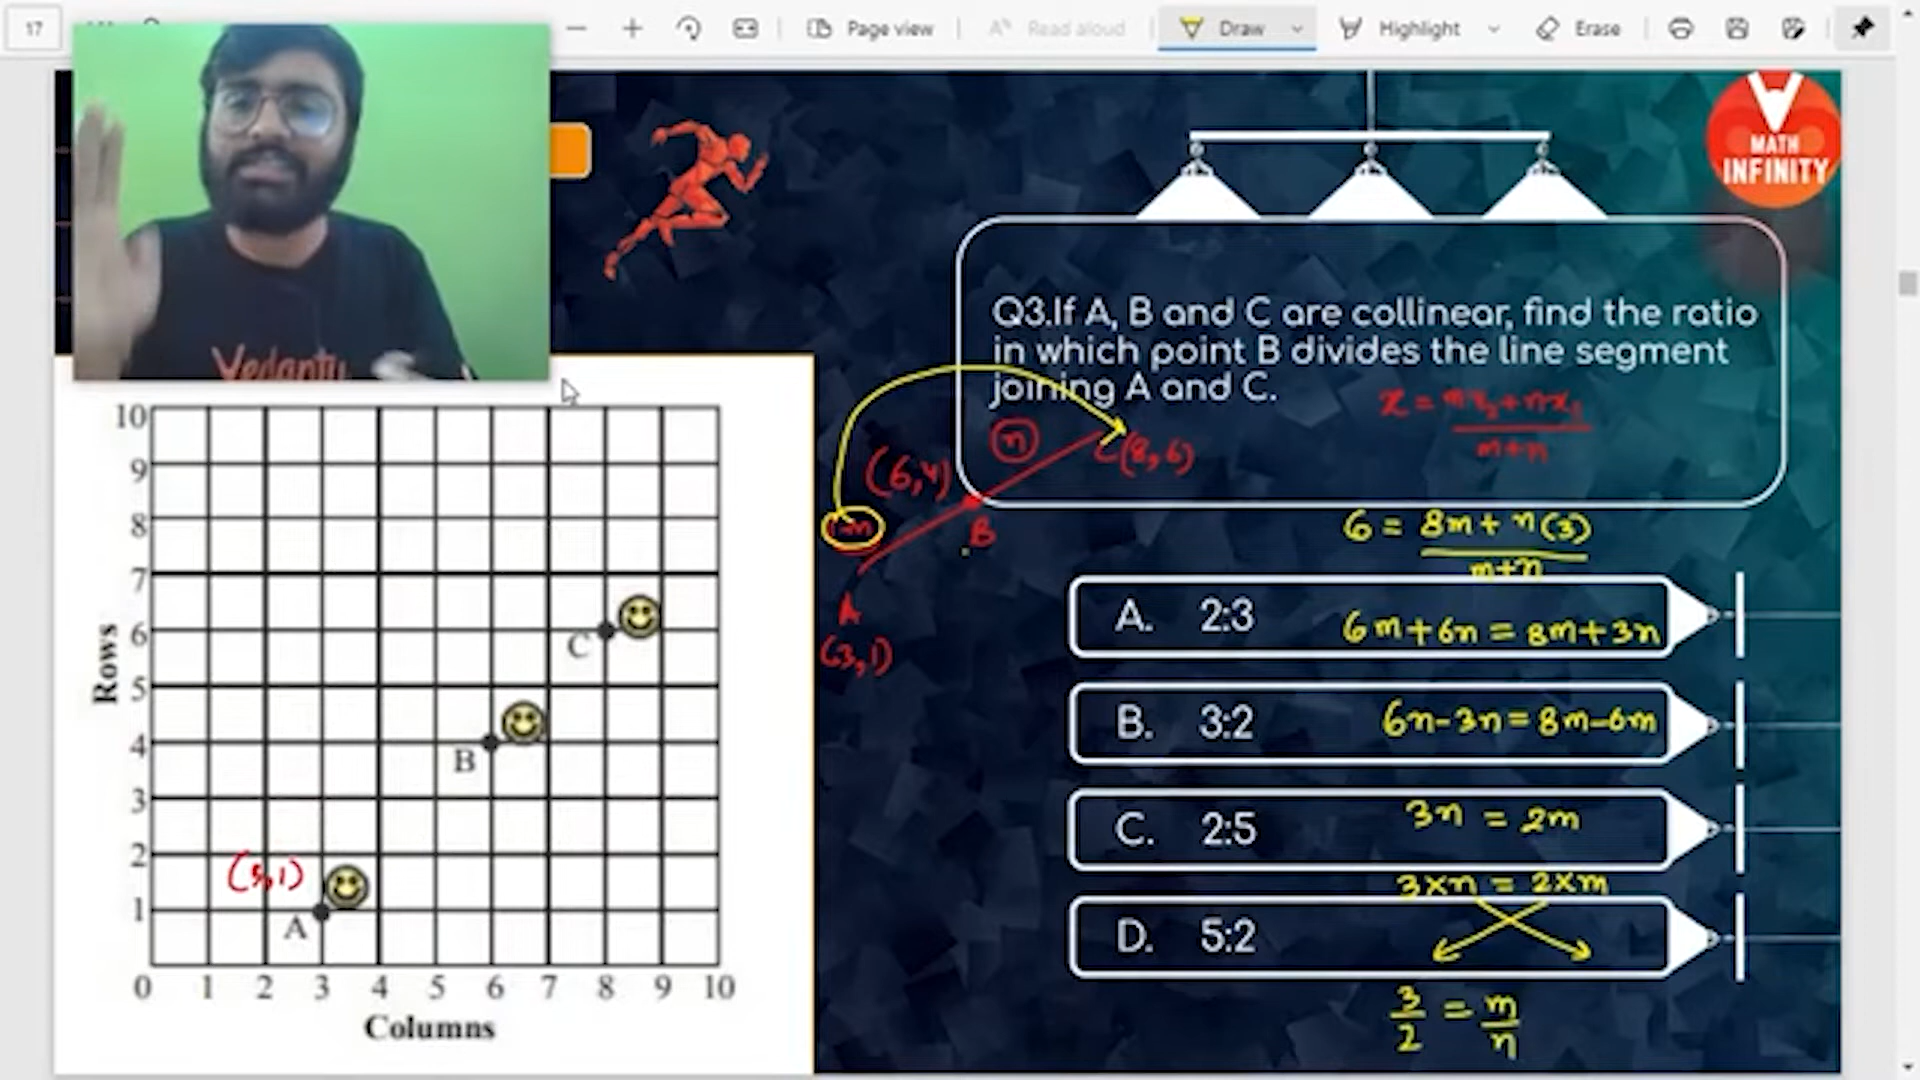 17
Page view
Read aloud
Draw
Highlight
Erase
MATH
INFINITY
Vedantu
Q3.If A, B and C are collinear, find the ratio
in which point B divides the line segment
joining A and C.
x = mx₂+nx₁
m+n
n
C(8,6)
(6,4)
m
B
A
(3,1)
6 = 8m + n(3)
m+n
A. 2:3
6m+6n = 8m+3n
B. 3:2
6n-3n = 8m-6m
C. 2:5
3n = 2m
3×n = 2×m
D. 5:2
3 = m
2 n
10
9
8
7
6
5
4
3
2
1
Rows
C
B
(3,1)
A
0 1 2 3 4 5 6 7 8 9 10
Columns